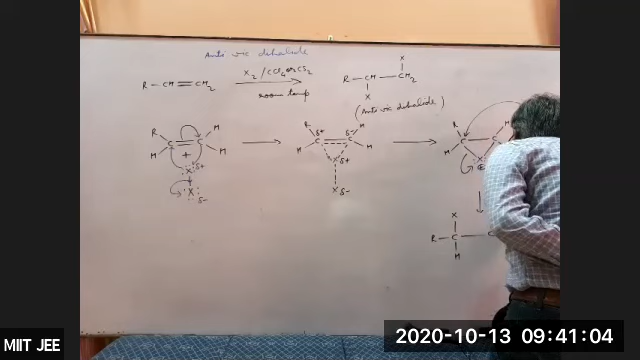 Anti vic dihalide
R — CH = CH2
X2 / CCl4 or CS2
room temp
X
R — CH — CH2
X
(Anti vic dihalide)
R H
C = C
H H
+
:X: δ+
:X: δ-
R δ+ δ- H
C = C
H H
X δ+
X δ-
R H
C — C
H
X
⊕
X
R — C — C
H
MIIT JEE
2020-10-13 09:41:04